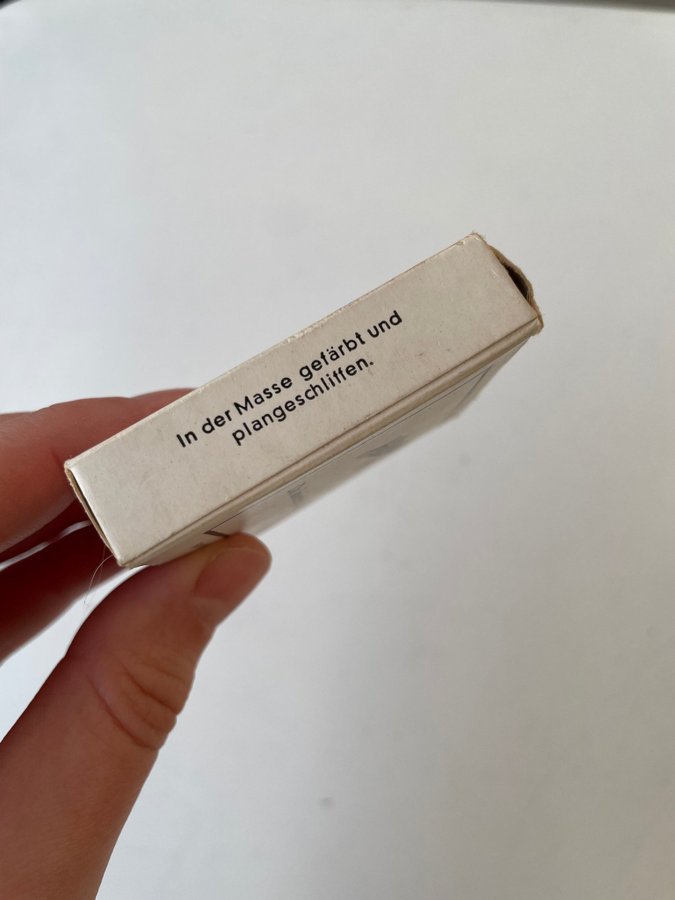 In der Masse gefärbt und
plangeschliffen.